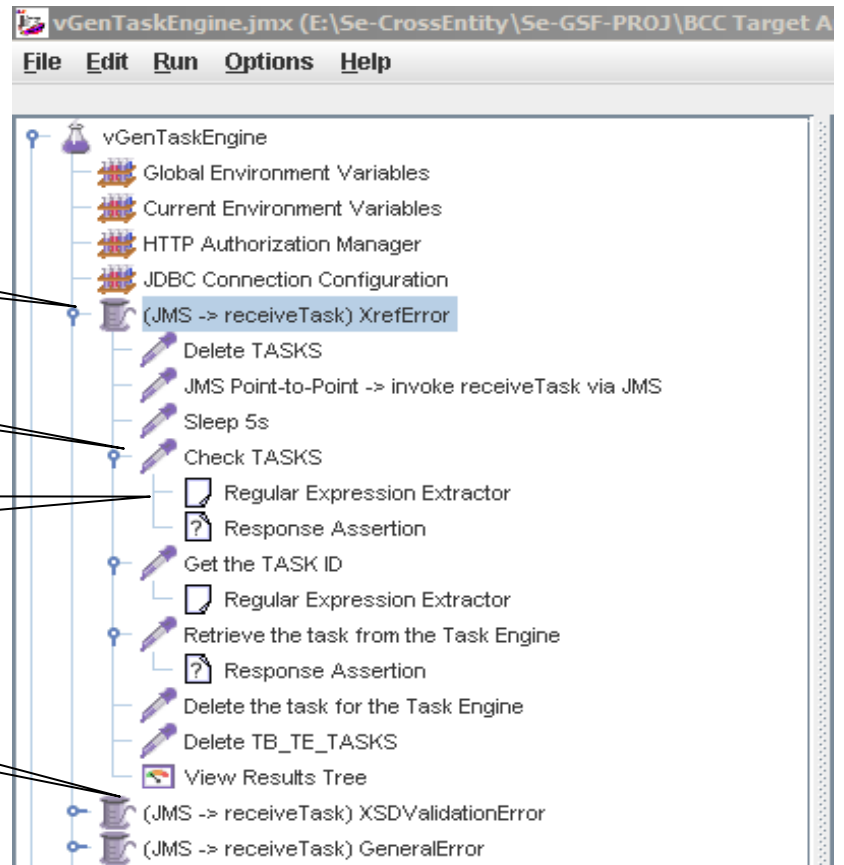 vGenTaskEngine.jmx (E:\Se-CrossEntity\Se-GSF-PROJ\BCC Target A
File Edit Run Options Help
vGenTaskEngine
Global Environment Variables
Current Environment Variables
HTTP Authorization Manager
JDBC Connection Configuration
(JMS -> receiveTask) XrefError
Delete TASKS
JMS Point-to-Point -> invoke receiveTask via JMS
Sleep 5s
Check TASKS
Regular Expression Extractor
Response Assertion
Get the TASK ID
Regular Expression Extractor
Retrieve the task from the Task Engine
Response Assertion
Delete the task for the Task Engine
Delete TB_TE_TASKS
View Results Tree
(JMS -> receiveTask) XSDValidationError
(JMS -> receiveTask) GeneralError